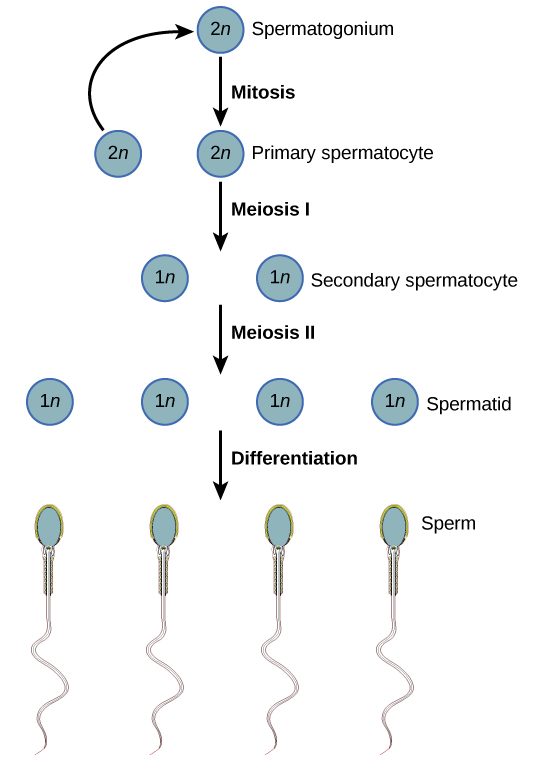 2n Spermatogonium
Mitosis
2n 2n Primary spermatocyte
Meiosis I
1n 1n Secondary spermatocyte
Meiosis II
1n 1n 1n 1n Spermatid
Differentiation
Sperm